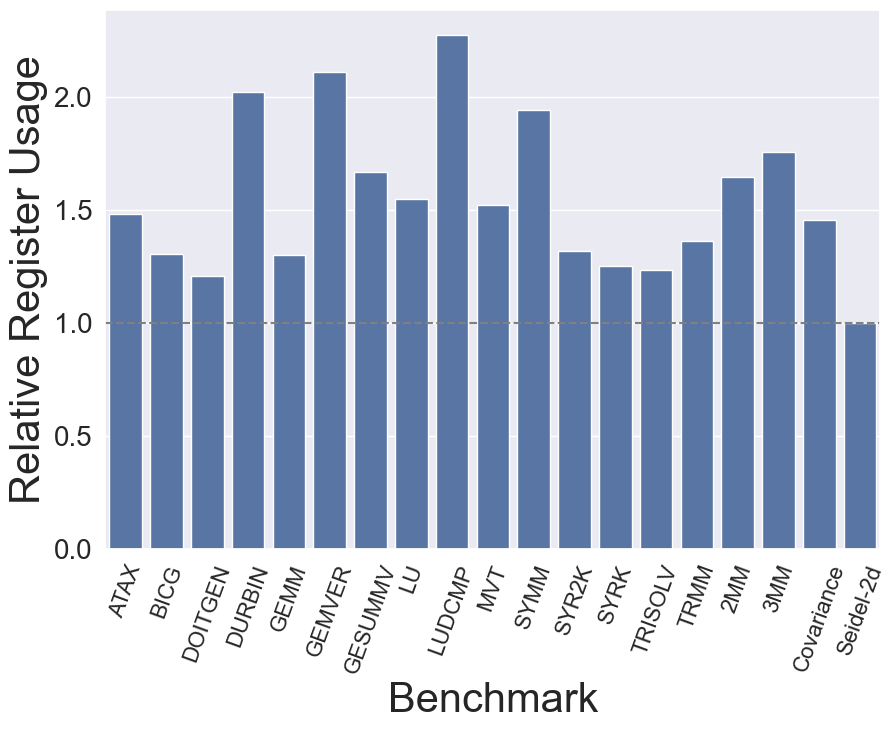 Relative Register Usage
2.0
1.5
1.0
0.5
0.0
ATAX
BICG
DOITGEN
DURBIN
GEMM
GEMVER
GESUMMV
LU
LUDCMP
MVT
SYMM
SYR2K
SYRK
TRISOLV
TRMM
2MM
3MM
Covariance
Seidel-2d
Benchmark